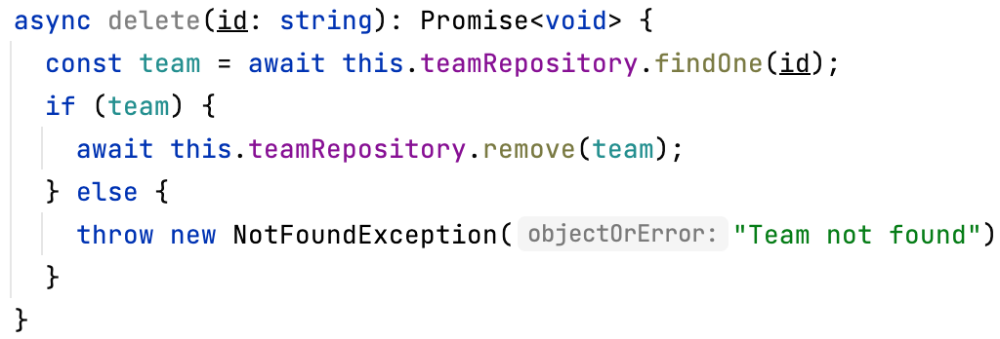 async delete(id: string): Promise<void> {
  const team = await this.teamRepository.findOne(id);
  if (team) {
    await this.teamRepository.remove(team);
  } else {
    throw new NotFoundException( objectOrError: "Team not found")
  }
}